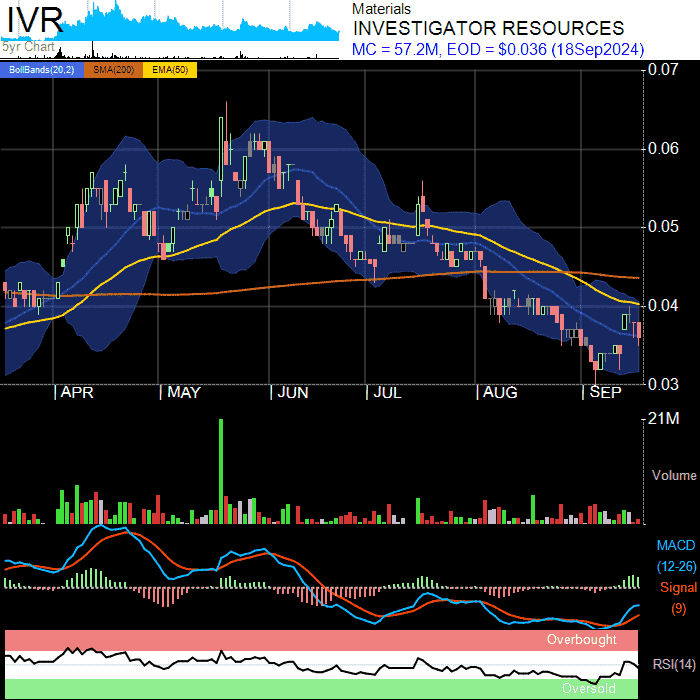 IVR
5yr Chart
Materials
INVESTIGATOR RESOURCES
MC = 57.2M, EOD = $0.036 (18Sep2024)
BollBands(20,2) SMA(200) EMA(50)
0.07
0.06
0.05
0.04
0.03
APR MAY JUN JUL AUG SEP
21M
Volume
MACD
(12-26)
Signal
(9)
Overbought
RSI(14)
Oversold